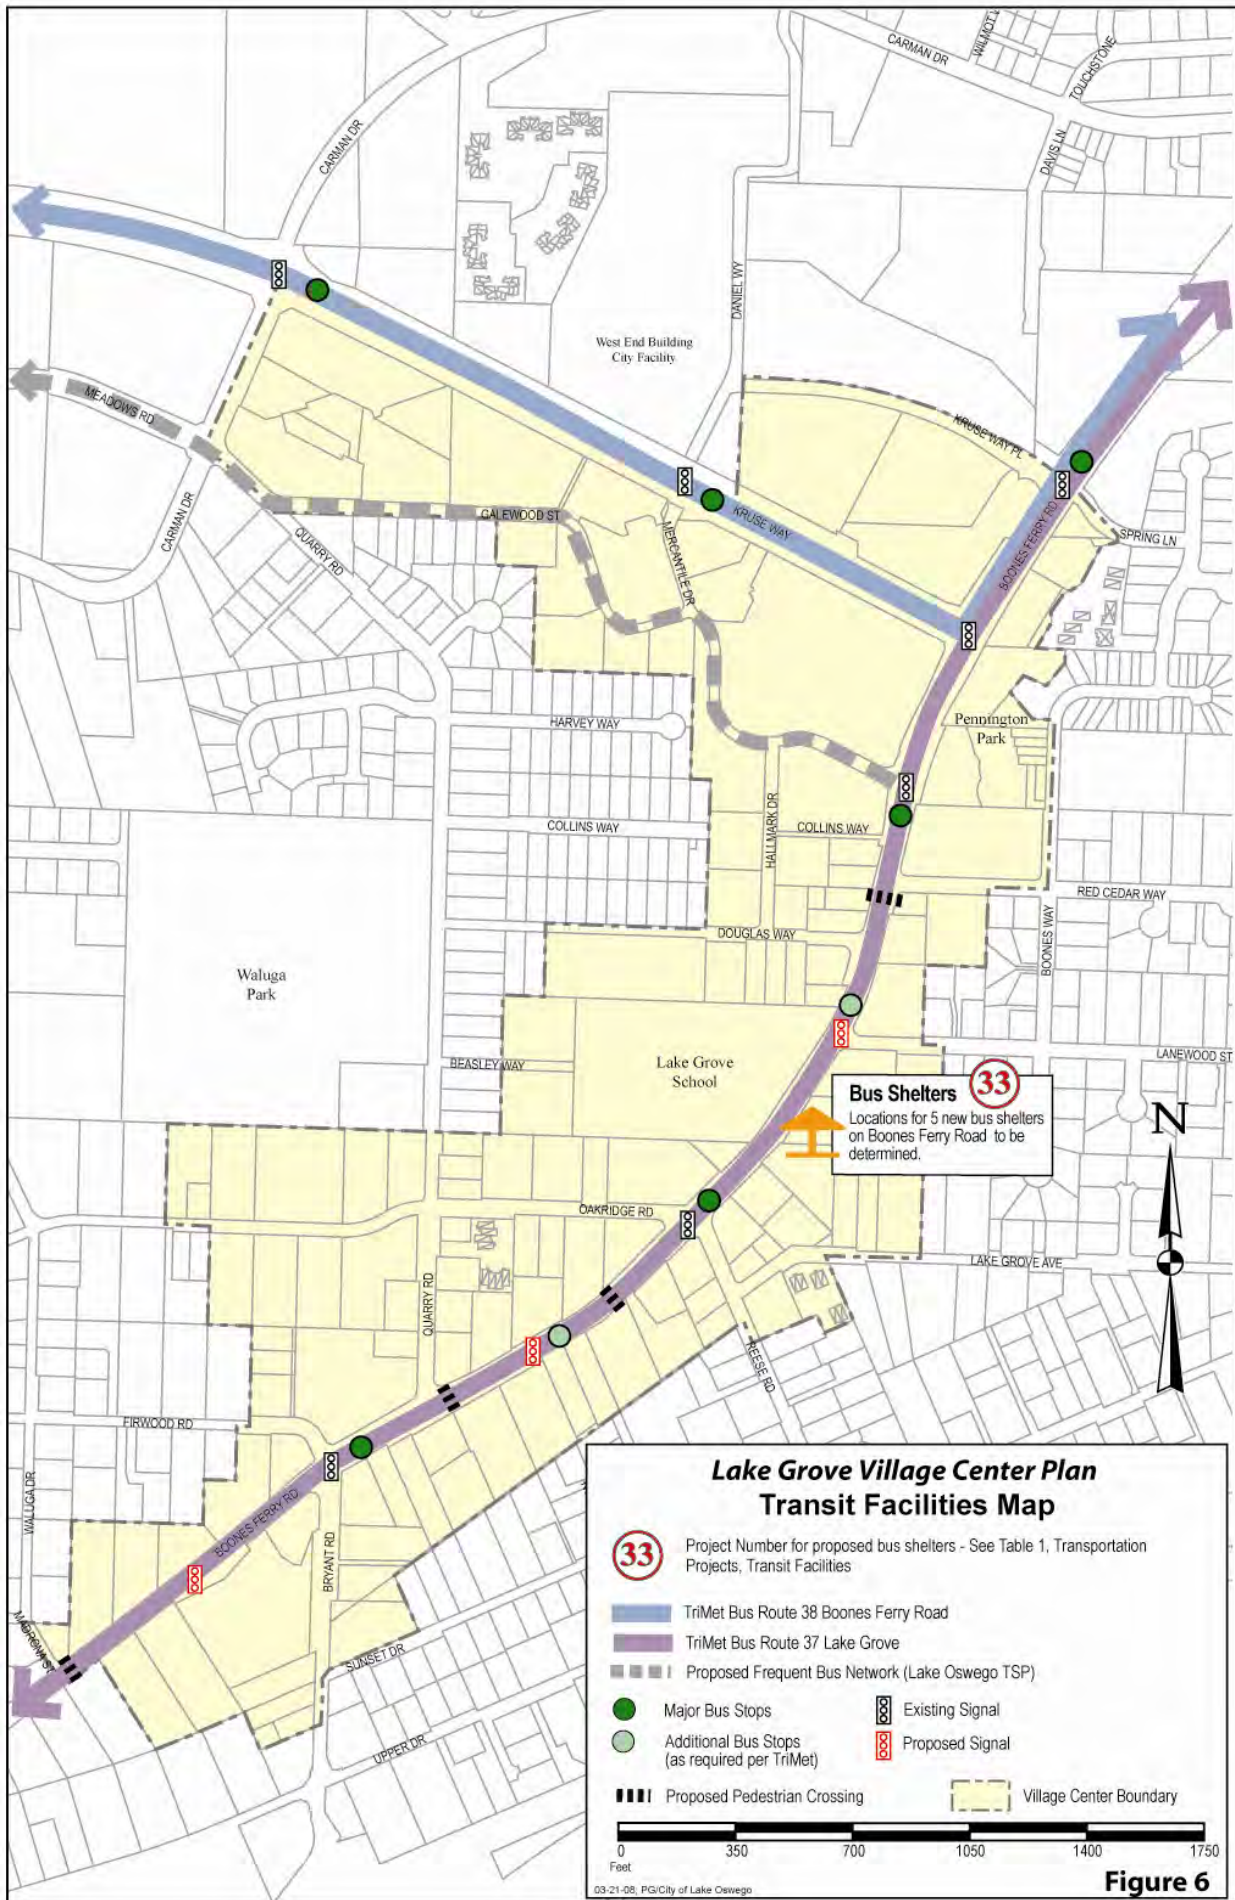 CARMAN DR
WILMOT
TOUCHSTONE
DAVIS LN
CARMAN DR
DANIEL WY
West End Building
City Facility
MEADOWS RD
KRUSE WAY PL
CARMAN DR
QUARRY RD
GALEWOOD ST
MERCANTILE DR
KRUSE WAY
BOONES FERRY RD
SPRING LN
HARVEY WAY
Pennington
Park
COLLINS WAY
HALLMARK DR
COLLINS WAY
RED CEDAR WAY
BOONES WAY
DOUGLAS WAY
Waluga
Park
BEASLEY WAY
Lake Grove
School
LANEWOOD ST
Bus Shelters 33
Locations for 5 new bus shelters
on Boones Ferry Road to be
determined.
N
OAKRIDGE RD
LAKE GROVE AVE
QUARRY RD
REESE RD
FIRWOOD RD
WALUGA DR
BOONES FERRY RD
BRYANT RD
MADRONA ST
SUNSET DR
UPPER DR
Lake Grove Village Center Plan
Transit Facilities Map
33 Project Number for proposed bus shelters - See Table 1, Transportation
Projects, Transit Facilities
TriMet Bus Route 38 Boones Ferry Road
TriMet Bus Route 37 Lake Grove
Proposed Frequent Bus Network (Lake Oswego TSP)
Major Bus Stops
Existing Signal
Additional Bus Stops
(as required per TriMet)
Proposed Signal
Proposed Pedestrian Crossing
Village Center Boundary
0 350 700 1050 1400 1750
Feet
03-21-08; PG/City of Lake Oswego
Figure 6